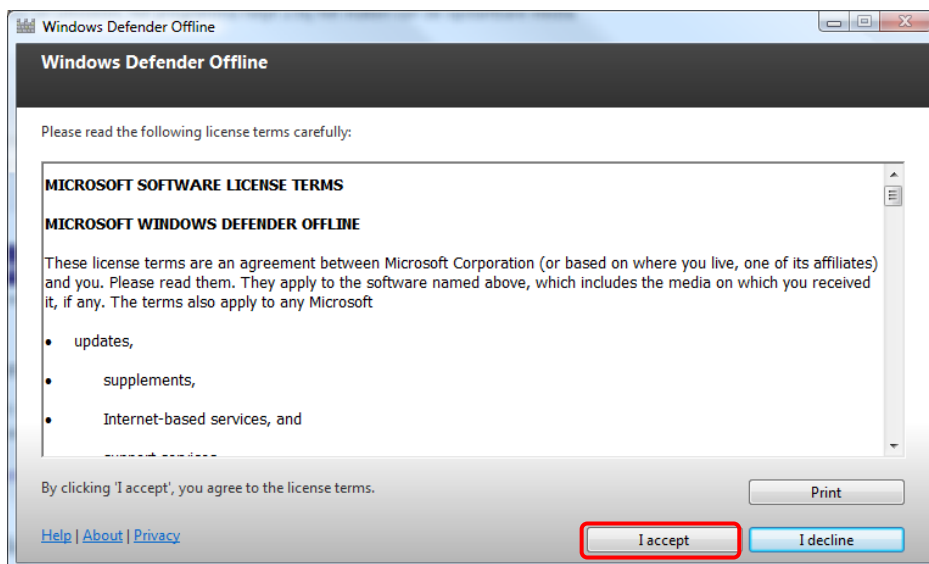 Windows Defender Offline
Windows Defender Offline
Please read the following license terms carefully:
MICROSOFT SOFTWARE LICENSE TERMS
MICROSOFT WINDOWS DEFENDER OFFLINE
These license terms are an agreement between Microsoft Corporation (or based on where you live, one of its affiliates)
and you. Please read them. They apply to the software named above, which includes the media on which you received
it, if any. The terms also apply to any Microsoft
• updates,
• supplements,
• Internet-based services, and
By clicking 'I accept', you agree to the license terms.
Print
Help | About | Privacy
I accept
I decline